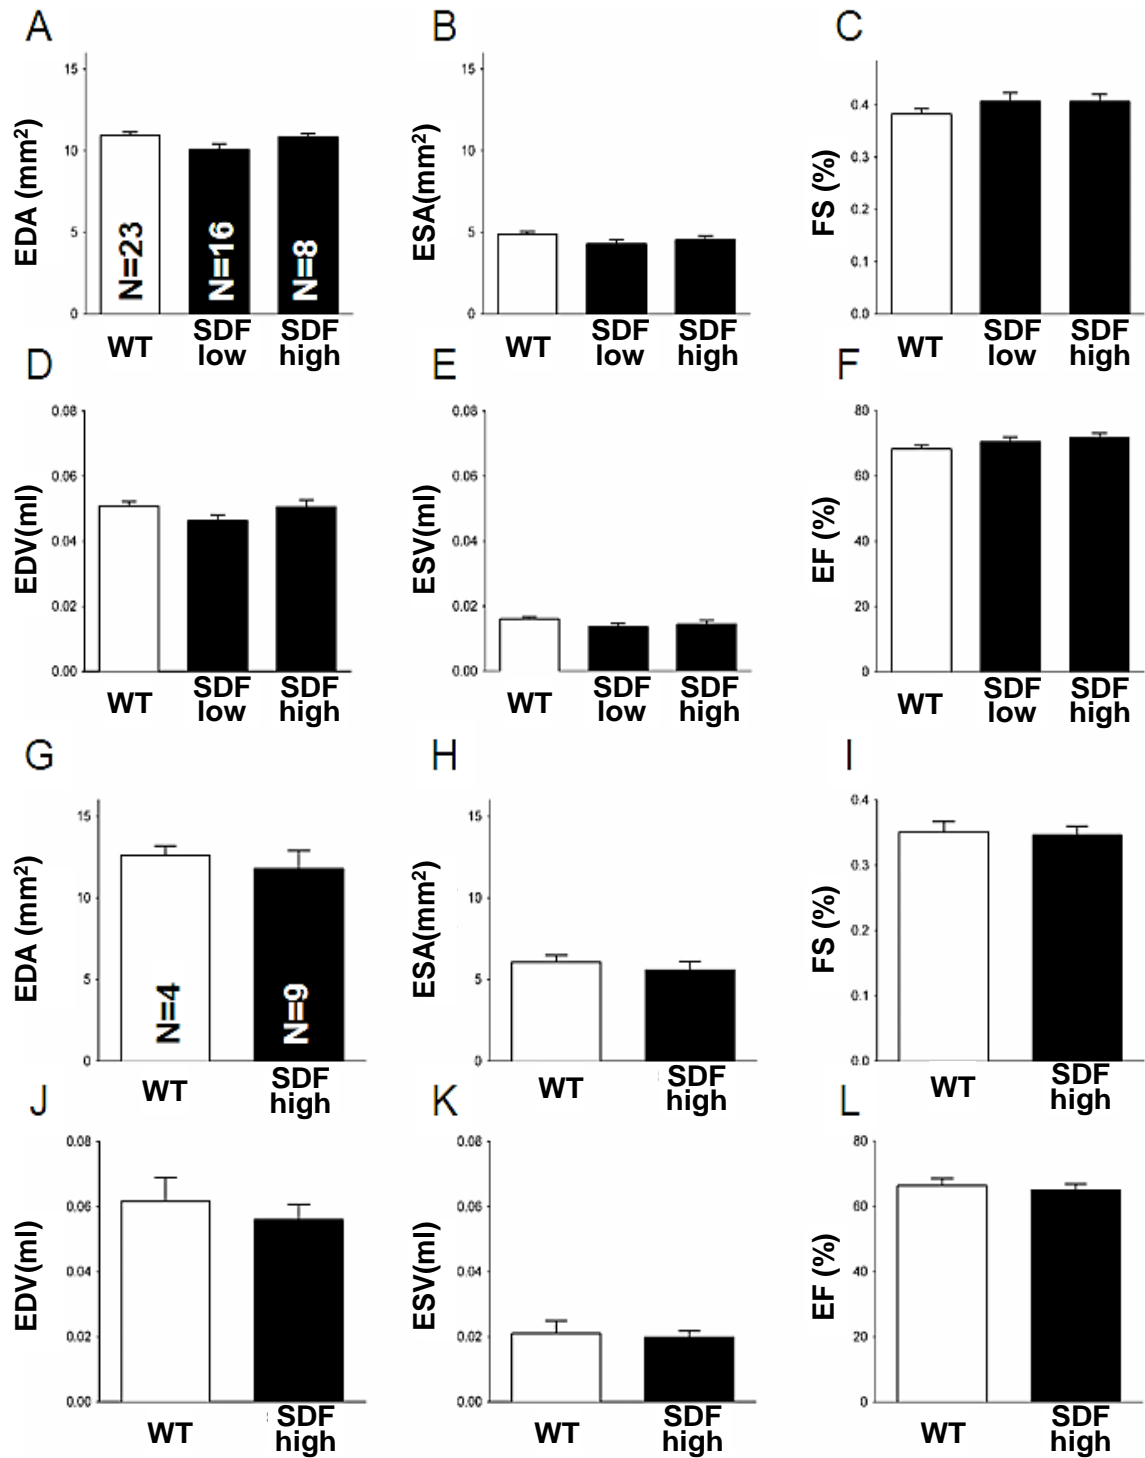 A
EDA (mm²)
15
10
5
0
N=23
N=16
N=8
WT
SDF
low
SDF
high
B
ESA(mm²)
15
10
5
0
WT
SDF
low
SDF
high
C
FS (%)
0.4
0.3
0.2
0.1
0.0
WT
SDF
low
SDF
high
D
EDV(ml)
0.08
0.06
0.04
0.02
0.00
WT
SDF
low
SDF
high
E
ESV(ml)
0.08
0.06
0.04
0.02
0.00
WT
SDF
low
SDF
high
F
EF (%)
80
60
40
20
0
WT
SDF
low
SDF
high
G
EDA (mm²)
15
10
5
0
N=4
N=9
WT
SDF
high
H
ESA(mm²)
15
10
5
0
WT
SDF
high
I
FS (%)
0.4
0.3
0.2
0.1
0.0
WT
SDF
high
J
EDV(ml)
0.08
0.06
0.04
0.02
0.00
WT
SDF
high
K
ESV(ml)
0.08
0.06
0.04
0.02
0.00
WT
SDF
high
L
EF (%)
80
60
40
20
0
WT
SDF
high